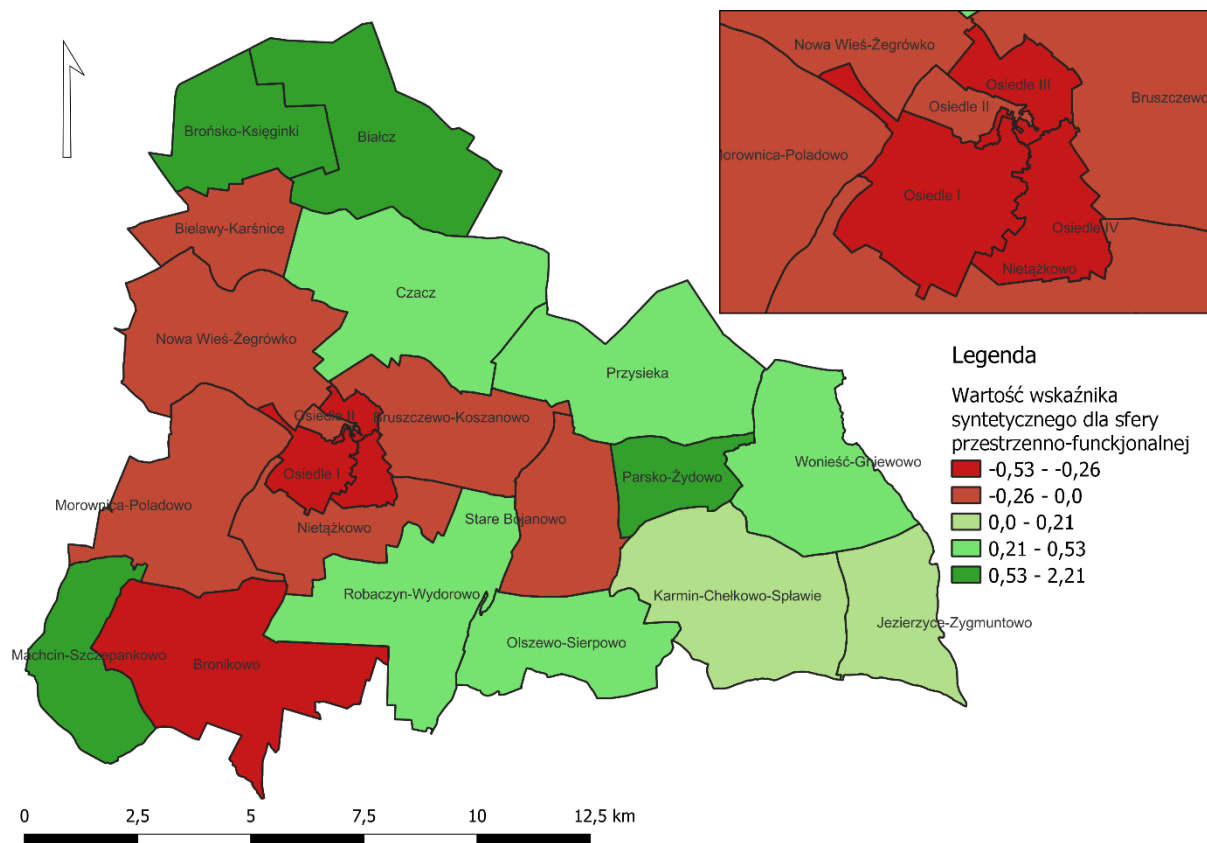 Brońsko-Księginki
Białcz
Bielawy-Karśnice
Czacz
Nowa Wieś-Żegrówko
Przysieka
Osiedle II
Bruszczewo-Koszanowo
Osiedle I
Parsko-Żydowo
Wonieść-Gniewowo
Morownica-Poladowo
Nietążkowo
Stare Bojanowo
Robaczyn-Wydorowo
Karmin-Chełkowo-Spławie
Jezierzyce-Zygmuntowo
Olszewo-Sierpowo
Machcin-Szczepankowo
Bronikowo
Nowa Wieś-Żegrówko
Osiedle III
Bruszczewo
Osiedle II
Morownica-Poladowo
Osiedle I
Osiedle IV
Nietążkowo
Legenda
Wartość wskaźnika
syntetycznego dla sfery
przestrzenno-funckjonalnej
-0,53 - -0,26
-0,26 - 0,0
0,0 - 0,21
0,21 - 0,53
0,53 - 2,21
0 2,5 5 7,5 10 12,5 km